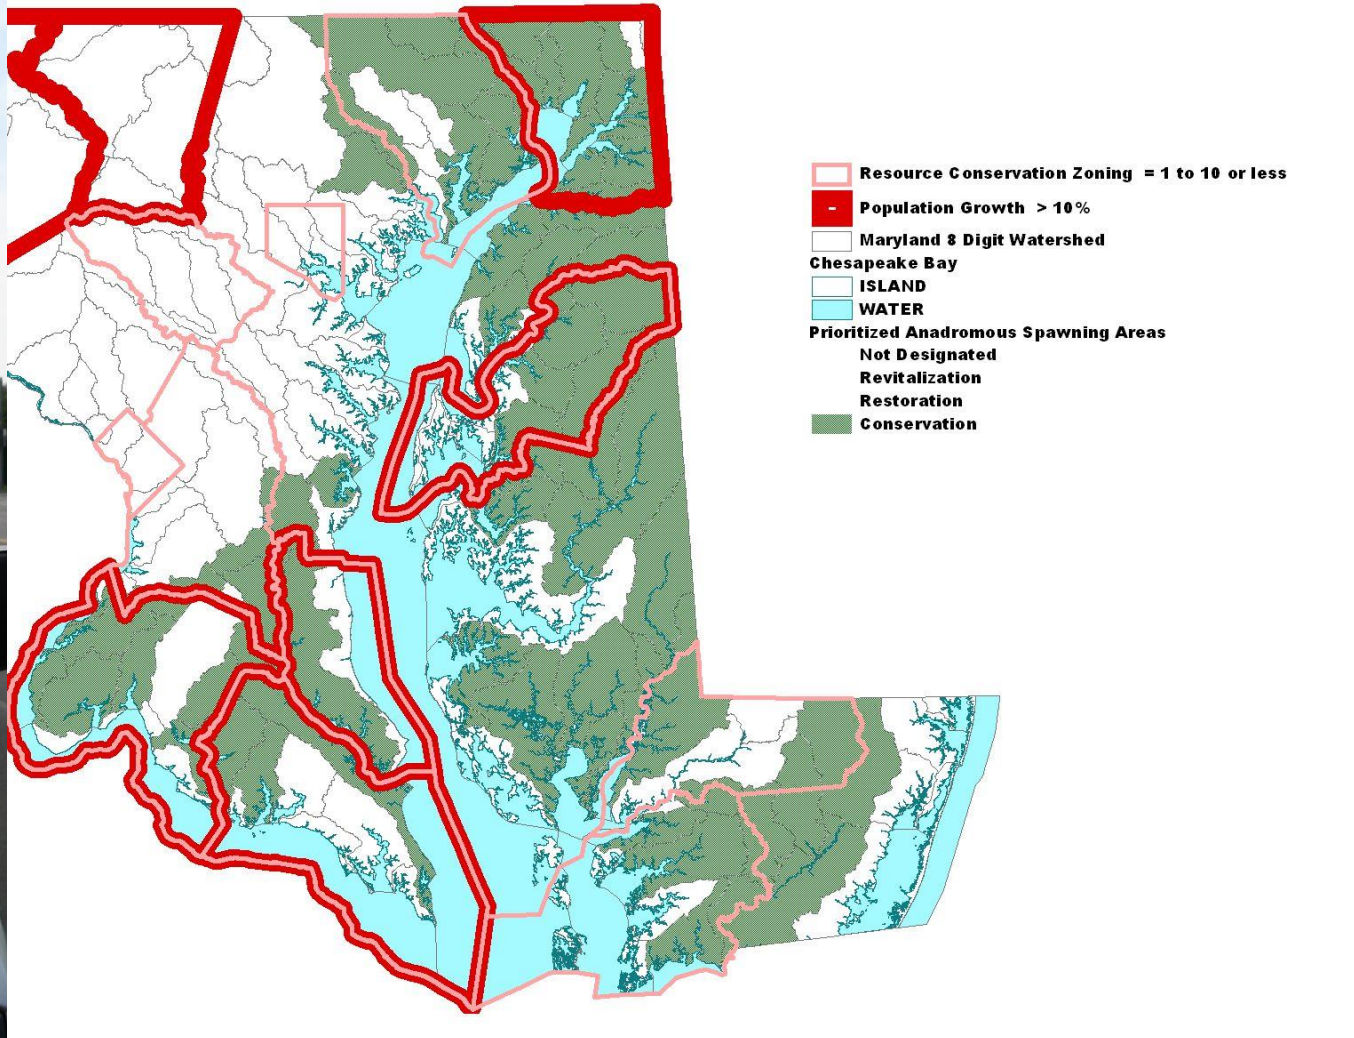 Resource Conservation Zoning = 1 to 10 or less
Population Growth > 10%
Maryland 8 Digit Watershed
Chesapeake Bay
ISLAND
WATER
Prioritized Anadromous Spawning Areas
Not Designated
Revitalization
Restoration
Conservation